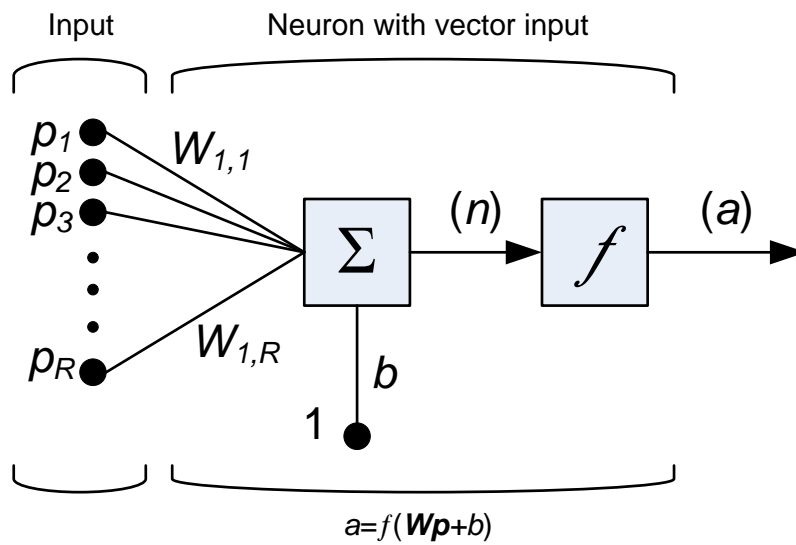 Input
Neuron with vector input
p1
W1,1
p2
p3
Σ
(n)
f
(a)
W1,R
pR
b
1
a=f(Wp+b)